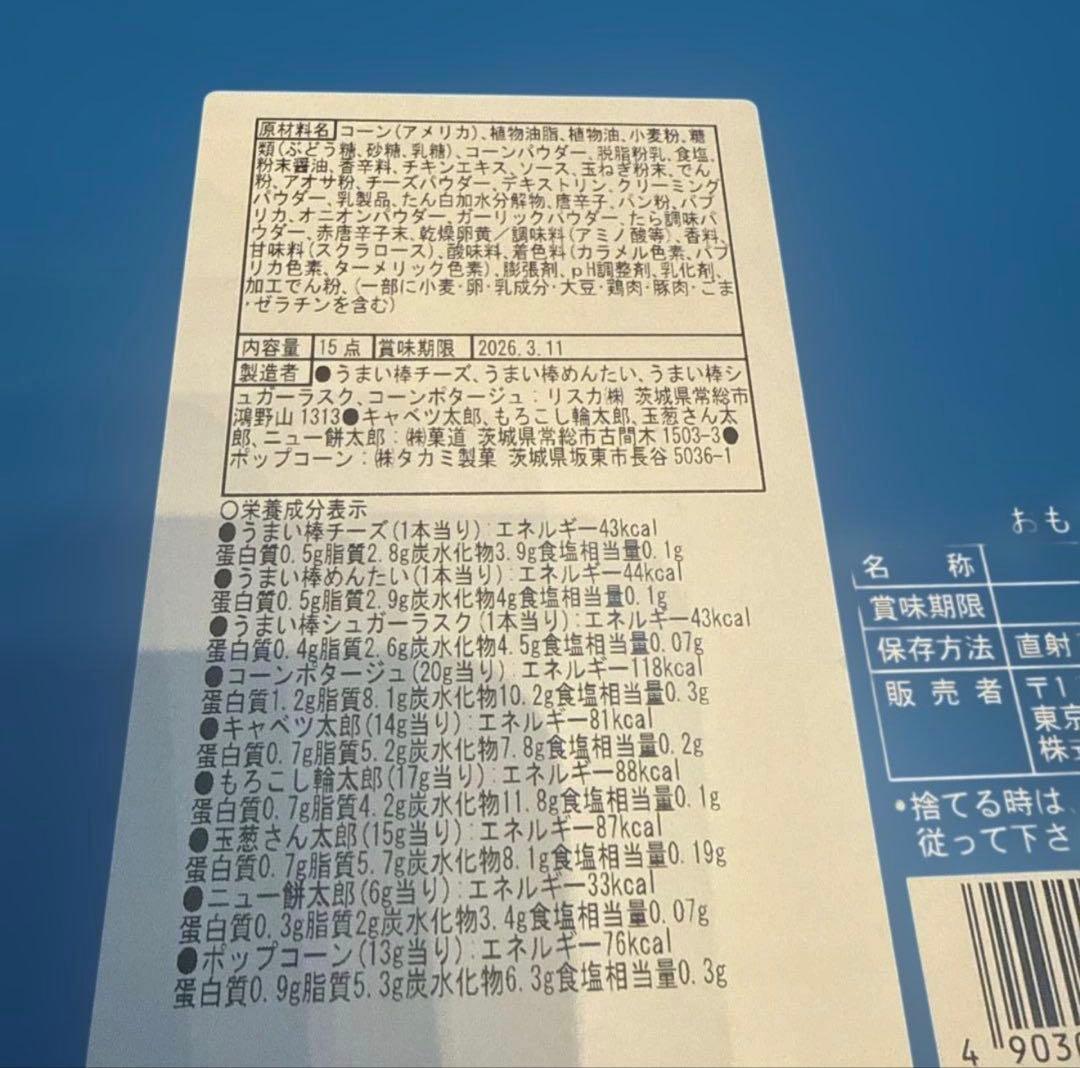 原材料名 コーン(アメリカ)、植物油脂、植物油、小麦粉、糖
類(ぶどう糖、砂糖、乳糖)、コーンパウダー、脱脂粉乳、食塩、
粉末醤油、香辛料、チキンエキス、ソース、玉ねぎ粉末、でん
粉、アオサ粉、チーズパウダー、デキストリン、クリーミング
パウダー、乳製品、たん白加水分解物、唐辛子、パン粉、パプ
リカ、オニオンパウダー、ガーリックパウダー、たら調味パ
ウダー、赤唐辛子末、乾燥卵黄/調味料(アミノ酸等)、香料、
甘味料(スクラロース)、酸味料、着色料(カラメル色素、パプ
リカ色素、ターメリック色素)、膨張剤、pH調整剤、乳化剤、
加工でん粉、(一部に小麦・卵・乳成分・大豆・鶏肉・豚肉・ごま
・ゼラチンを含む)
内容量 15点 賞味期限 2026.3.11
製造者 ●うまい棒チーズ、うまい棒めんたい、うまい棒シ
ュガーラスク、コーンポタージュ:リスカ㈱ 茨城県常総市
鴻野山1313●キャベツ太郎、もろこし輪太郎、玉葱さん太
郎、ニュー餅太郎:㈱菓道 茨城県常総市古間木1503-3●
ポップコーン:㈱タカミ製菓 茨城県坂東市長谷5036-1
○栄養成分表示
●うまい棒チーズ(1本当り):エネルギー43kcal
蛋白質0.5g脂質2.8g炭水化物3.9g食塩相当量0.1g
●うまい棒めんたい(1本当り):エネルギー44kcal
蛋白質0.5g脂質2.9g炭水化物4g食塩相当量0.1g
●うまい棒シュガーラスク(1本当り):エネルギー43kcal
蛋白質0.4g脂質2.6g炭水化物4.5g食塩相当量0.07g
●コーンポタージュ(20g当り):エネルギー118kcal
蛋白質1.2g脂質8.1g炭水化物10.2g食塩相当量0.3g
●キャベツ太郎(14g当り):エネルギー81kcal
蛋白質0.7g脂質5.2g炭水化物7.8g食塩相当量0.2g
●もろこし輪太郎(17g当り):エネルギー88kcal
蛋白質0.7g脂質4.2g炭水化物11.8g食塩相当量0.1g
●玉葱さん太郎(15g当り):エネルギー87kcal
蛋白質0.7g脂質5.7g炭水化物8.1g食塩相当量0.19g
●ニュー餅太郎(6g当り):エネルギー33kcal
蛋白質0.3g脂質2g炭水化物3.4g食塩相当量0.07g
●ポップコーン(13g当り):エネルギー76kcal
蛋白質0.9g脂質5.3g炭水化物6.3g食塩相当量0.3g
おも
名称
賞味期限
保存方法 直射
販売者 〒1
東京
株式
•捨てる時は、
従って下さ
4 903